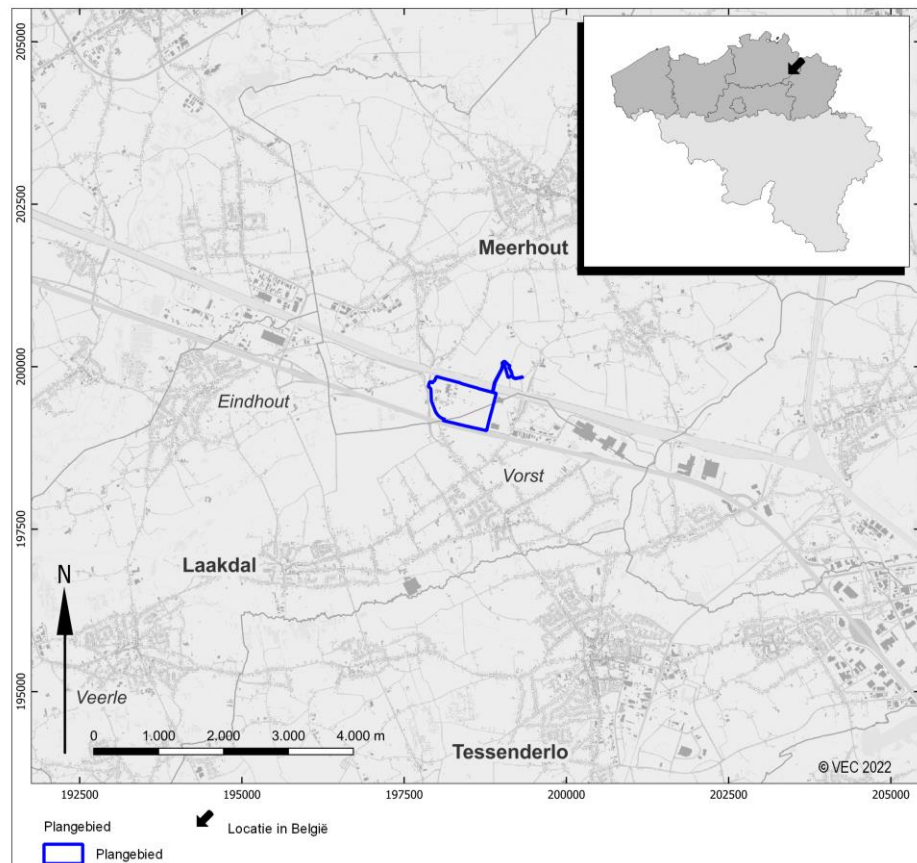 205000
202500
200000
197500
195000
Meerhout
Eindhout
Vorst
Laakdal
N
Veerle
0 1.000 2.000 3.000 4.000 m
Tessenderlo
© VEC 2022
192500 195000 197500 200000 202500 205000
Plangebied
Locatie in België
Plangebied